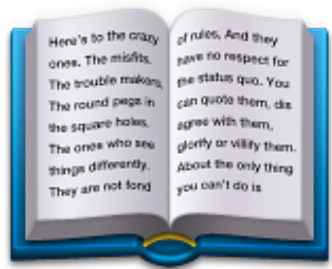 Here's to the crazy
ones. The misfits.
The trouble makers.
The round pegs in
the square holes.
The ones who see
things differently.
They are not fond
of rules, And they
have no respect for
the status quo. You
can quote them, dis
agree with them,
glorify or villify them.
About the only thing
you can't do is